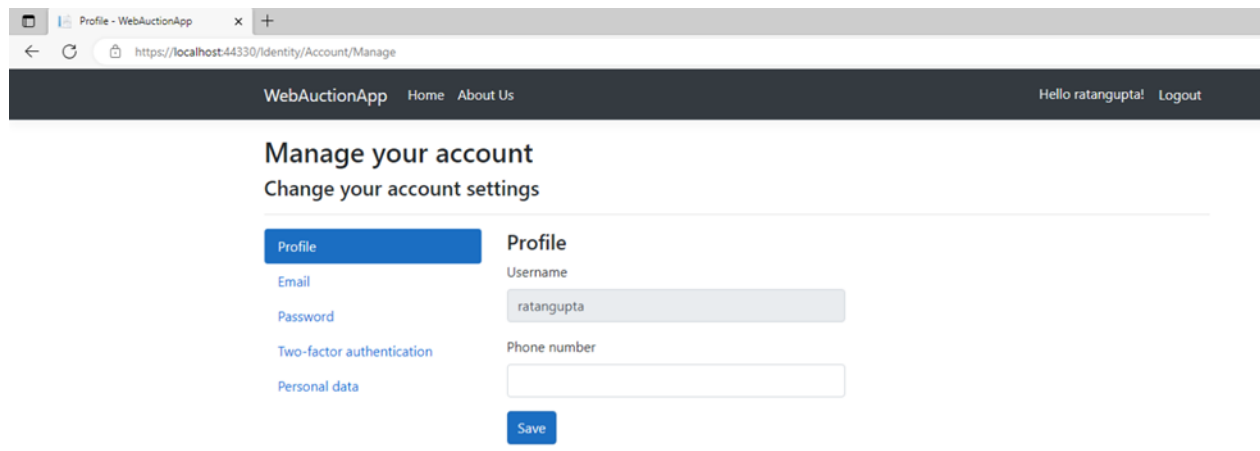 Profile - WebAuctionApp
https://localhost:44330/Identity/Account/Manage
WebAuctionApp Home About Us Hello ratangupta! Logout
Manage your account
Change your account settings
Profile
Email
Password
Two-factor authentication
Personal data
Profile
Username
ratangupta
Phone number
Save